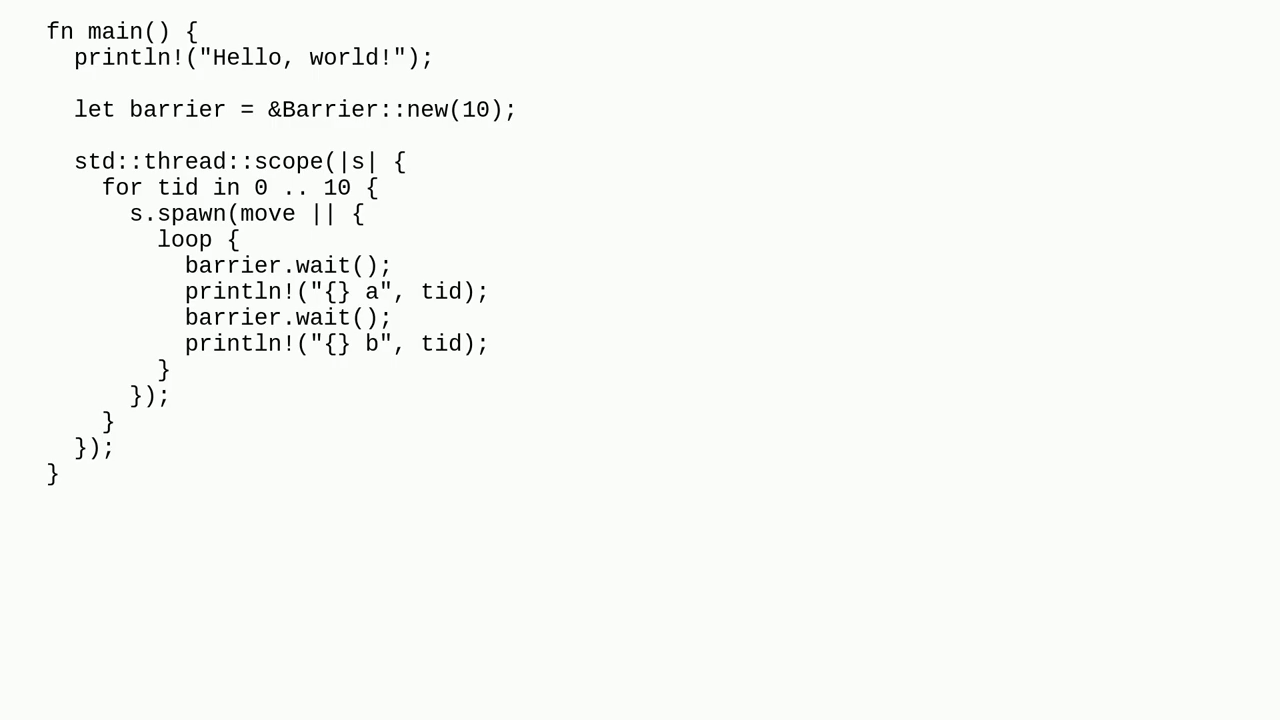 fn main() {
  println!("Hello, world!");

  let barrier = &Barrier::new(10);

  std::thread::scope(|s| {
    for tid in 0 .. 10 {
      s.spawn(move || {
        loop {
          barrier.wait();
          println!("{} a", tid);
          barrier.wait();
          println!("{} b", tid);
        }
      });
    }
  });
}